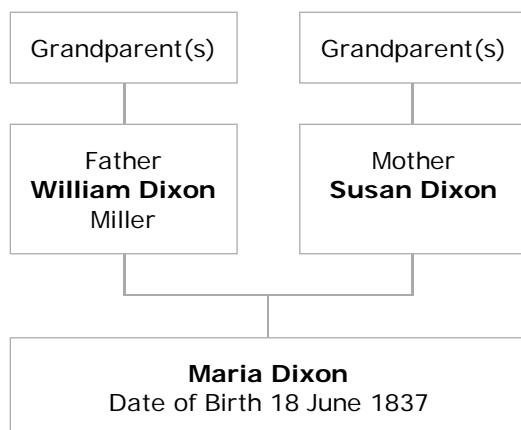 Grandparent(s)
Grandparent(s)
Father
William Dixon
Miller
Mother
Susan Dixon
Maria Dixon
Date of Birth 18 June 1837